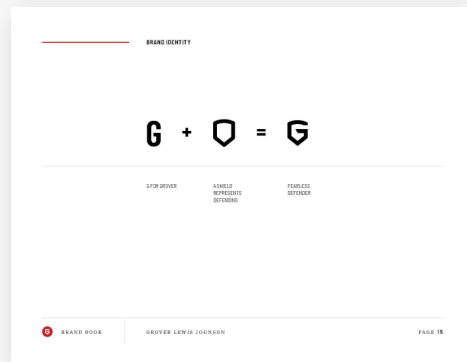 BRAND IDENTITY
G + =
G FOR GROVER
A SHIELD
REPRESENTS
DEFENDING
FEARLESS
DEFENDER
BRAND BOOK
GROVER LEWIS JOHNSON
PAGE 15